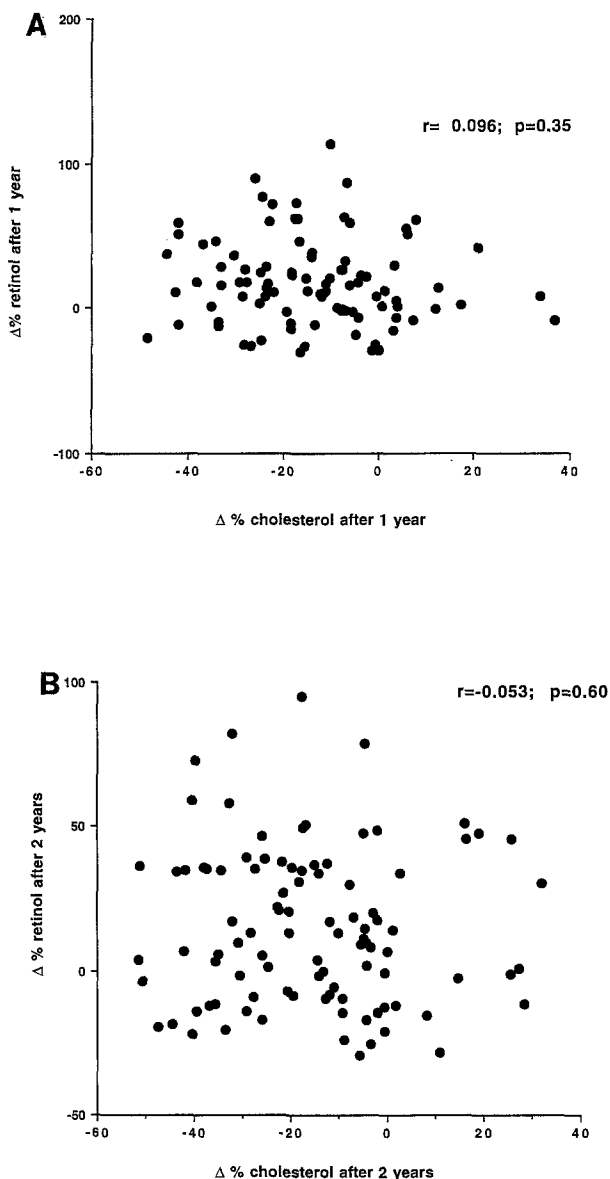 A
200
r= 0.096; p=0.35
100
Δ% retinol after 1 year
0
-100
-60 -40 -20 0 20 40
Δ % cholesterol after 1 year
B
100
r=-0.053; p=0.60
50
Δ % retinol after 2 years
0
-50
-60 -40 -20 0 20 40
Δ % cholesterol after 2 years